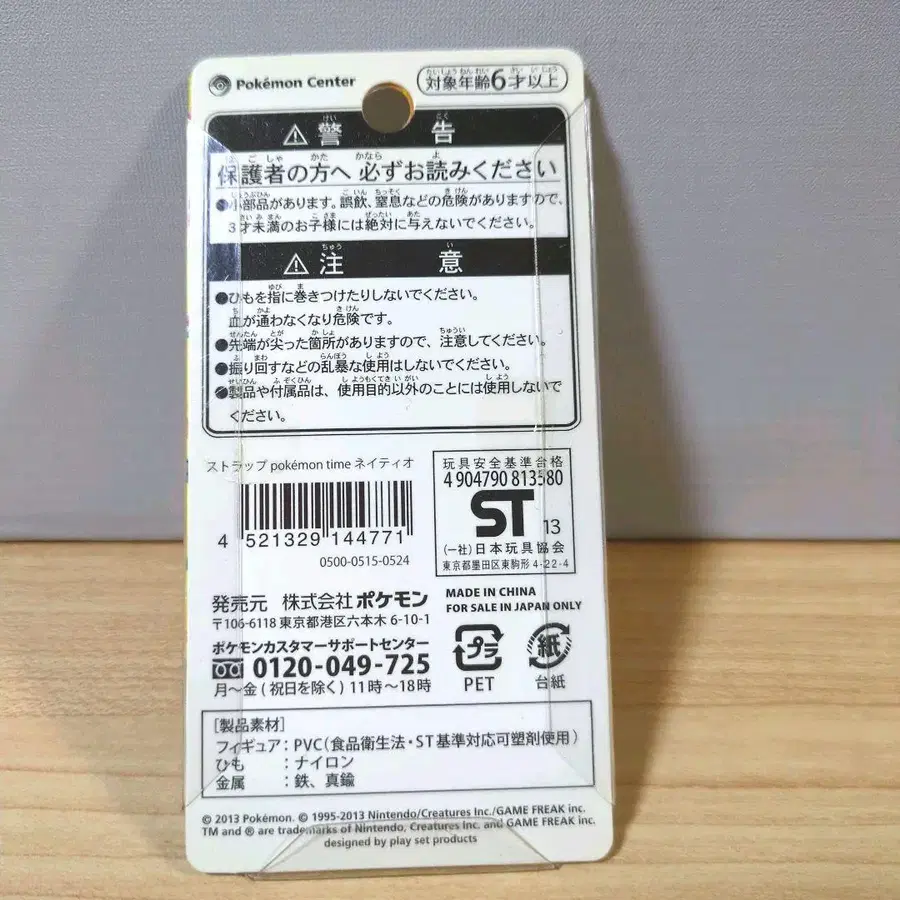 Pokémon Center
対象年齢6才以上
⚠警告
保護者の方へ 必ずお読みください
●小部品があります。誤飲、窒息などの危険がありますので、
3才未満のお子様には絶対に与えないでください。
⚠注意
●ひもを指に巻きつけたりしないでください。
血が通わなくなり危険です。
●先端が尖った箇所がありますので、注意してください。
●振り回すなどの乱暴な使用はしないでください。
●製品や付属品は、使用目的以外のことには使用しないで
ください。
ストラップ pokémon time ネイティオ
4 521329 144771
0500-0515-0524
玩具安全基準合格
4 904790 813580
ST 13
(一社)日本玩具協会
東京都墨田区東駒形 4-22-4
発売元 株式会社ポケモン
〒106-6118 東京都港区六本木 6-10-1
ポケモンカスタマーサポートセンター
0120-049-725
月～金(祝日を除く)11時～18時
MADE IN CHINA
FOR SALE IN JAPAN ONLY
プラ
PET
紙
台紙
[製品素材]
フィギュア：PVC(食品衛生法・ST基準対応可塑剤使用)
ひも：ナイロン
金属：鉄、真鍮
© 2013 Pokémon. © 1995-2013 Nintendo/Creatures Inc./GAME FREAK inc.
TM and ® are trademarks of Nintendo, Creatures Inc. and GAME FREAK inc.
designed by play set products